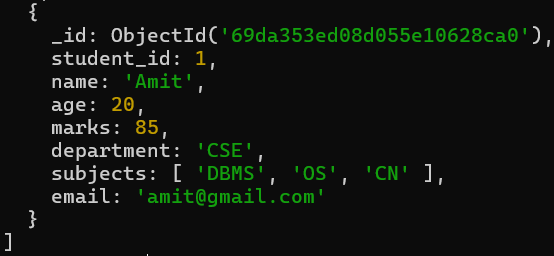 {
_id: ObjectId('69da353ed08d055e10628ca0'),
student_id: 1,
name: 'Amit',
age: 20,
marks: 85,
department: 'CSE',
subjects: [ 'DBMS', 'OS', 'CN' ],
email: 'amit@gmail.com'
}
]